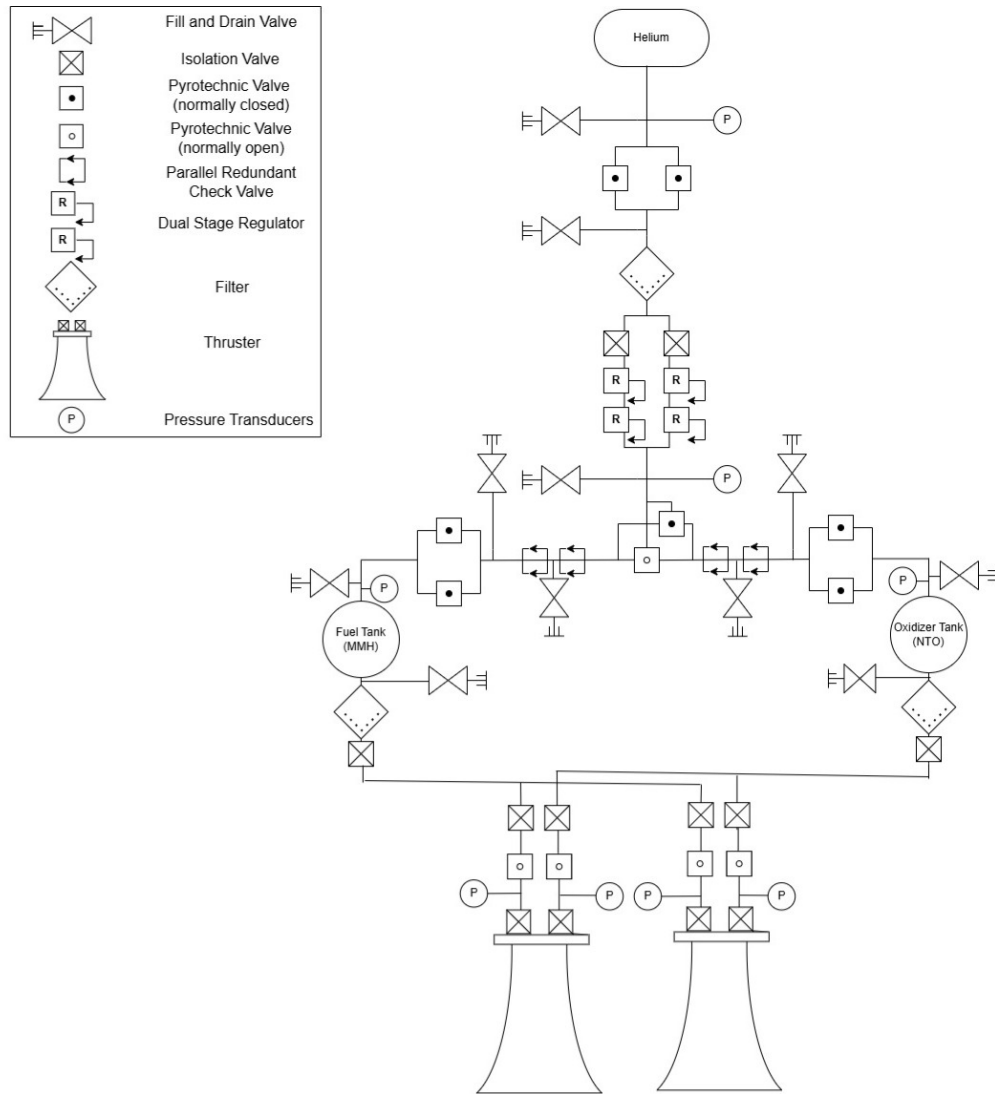 Fill and Drain Valve
Isolation Valve
Pyrotechnic Valve
(normally closed)
Pyrotechnic Valve
(normally open)
Parallel Redundant
Check Valve
R
Dual Stage Regulator
R
Filter
Thruster
P
Pressure Transducers
Helium
P
R
R
R
R
P
P
P
Fuel Tank
(MMH)
Oxidizer Tank
(NTO)
P
P
P
P